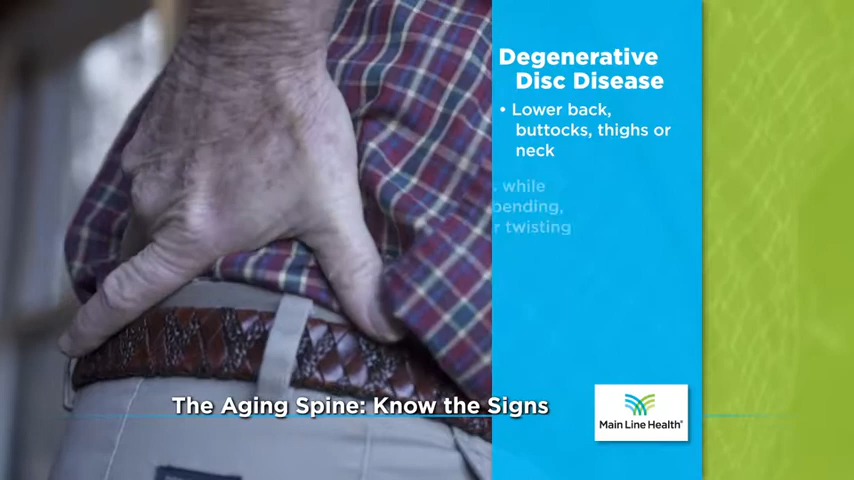 Degenerative
Disc Disease
• Lower back,
buttocks, thighs or
neck
while
bending,
twisting
The Aging Spine: Know the Signs
Main Line Health®